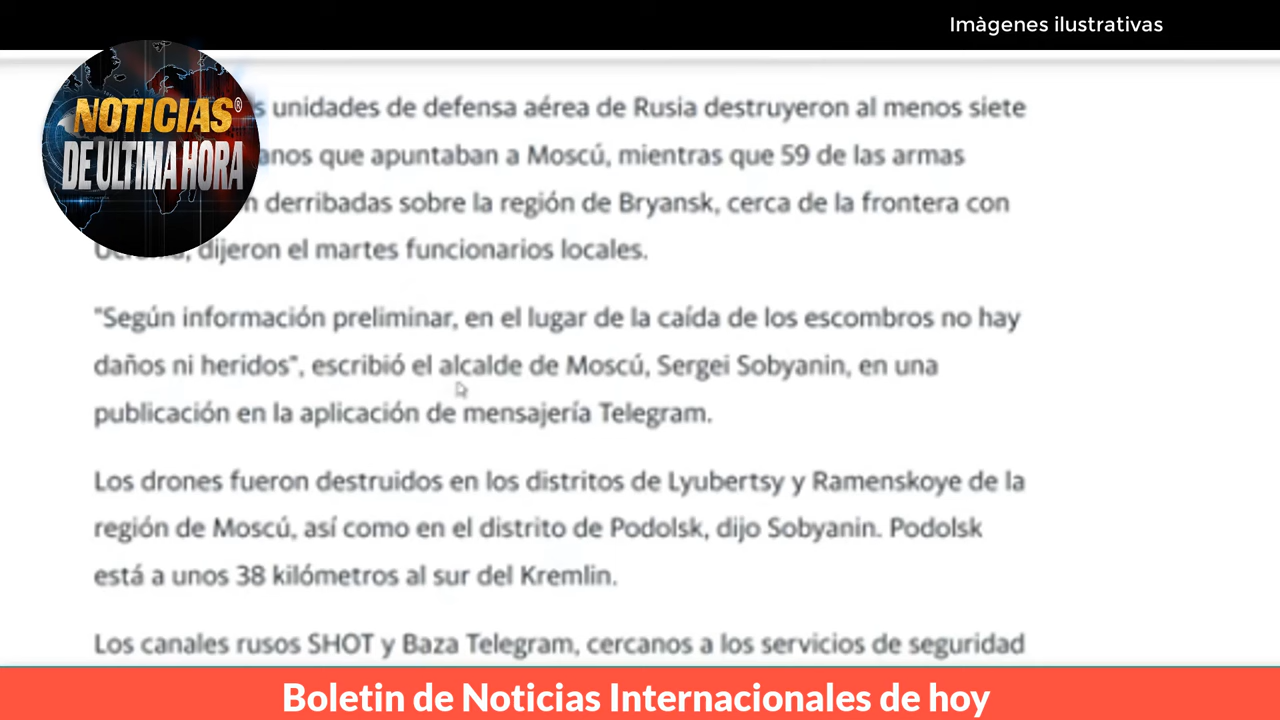 Imàgenes ilustrativas
NOTICIAS®
DE ULTIMA HORA
unidades de defensa aérea de Rusia destruyeron al menos siete
que apuntaban a Moscú, mientras que 59 de las armas
derribadas sobre la región de Bryansk, cerca de la frontera con
dijeron el martes funcionarios locales.
"Según información preliminar, en el lugar de la caída de los escombros no hay
daños ni heridos", escribió el alcalde de Moscú, Sergei Sobyanin, en una
publicación en la aplicación de mensajería Telegram.
Los drones fueron destruidos en los distritos de Lyubertsy y Ramenskoye de la
región de Moscú, así como en el distrito de Podolsk, dijo Sobyanin. Podolsk
está a unos 38 kilómetros al sur del Kremlin.
Los canales rusos SHOT y Baza Telegram, cercanos a los servicios de seguridad
Boletin de Noticias Internacionales de hoy